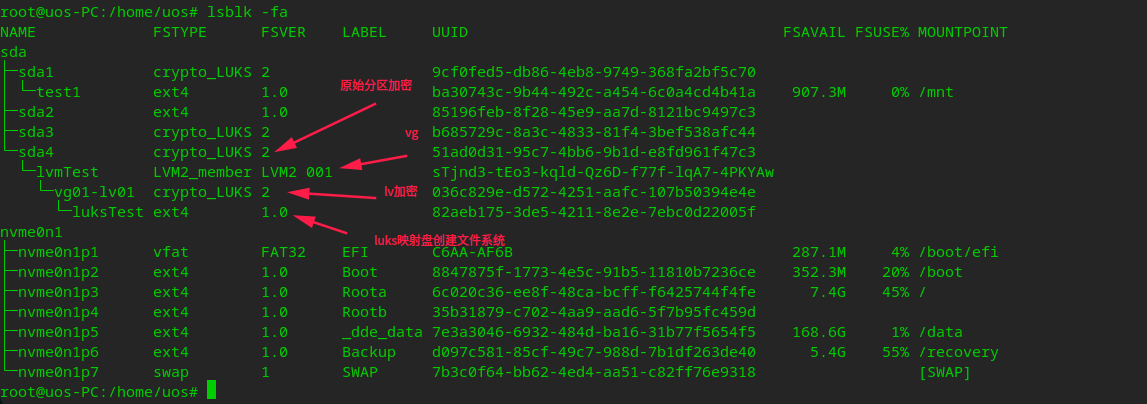 root@uos-PC:/home/uos# lsblk -fa
NAME FSTYPE FSVER LABEL UUID FSAVAIL FSUSE% MOUNTPOINT
sda
├─sda1 crypto_LUKS 2 9cf0fed5-db86-4eb8-9749-368fa2bf5c70
│ └─test1 ext4 1.0 ba30743c-9b44-492c-a454-6c0a4cd4b41a 907.3M 0% /mnt
├─sda2 ext4 1.0 85196feb-8f28-45e9-aa7d-8121bc9497c3
├─sda3 crypto_LUKS 2 b685729c-8a3c-4833-81f4-3bef538afc44
└─sda4 crypto_LUKS 2 51ad0d31-95c7-4bb6-9b1d-e8fd961f47c3
└─lvmTest LVM2_member LVM2 001 sTjnd3-tEo3-kqld-Qz6D-f77f-lqA7-4PKYAw
└─vg01-lv01 crypto_LUKS 2 036c829e-d572-4251-aafc-107b50394e4e
└─luksTest ext4 1.0 82aeb175-3de5-4211-8e2e-7ebc0d22005f
原始分区加密
vg
lv加密
luks映射盘创建文件系统
nvme0n1
├─nvme0n1p1 vfat FAT32 EFI C6AA-AF6B 287.1M 4% /boot/efi
├─nvme0n1p2 ext4 1.0 Boot 8847875f-1773-4e5c-91b5-11810b7236ce 352.3M 20% /boot
├─nvme0n1p3 ext4 1.0 Roota 6c020c36-ee8f-48ca-bcff-f6425744f4fe 7.4G 45% /
├─nvme0n1p4 ext4 1.0 Rootb 35b31879-c702-4aa9-aad6-5f7b95fc459d
├─nvme0n1p5 ext4 1.0 _dde_data 7e3a3046-6932-484d-ba16-31b77f5654f5 168.6G 1% /data
├─nvme0n1p6 ext4 1.0 Backup d097c581-85cf-49c7-988d-7b1df263de40 5.4G 55% /recovery
└─nvme0n1p7 swap 1 SWAP 7b3c0f64-bb62-4ed4-aa51-c82ff76e9318 [SWAP]
root@uos-PC:/home/uos#